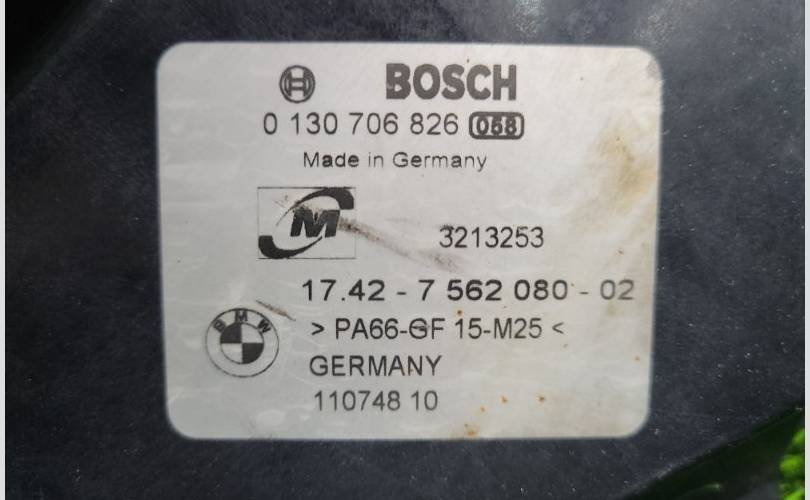 BOSCH
0 130 706 826 058
Made in Germany
M
3213253
17.42 - 7 562 080 - 02
BMW
> PA66-GF 15-M25 <
GERMANY
110748 10